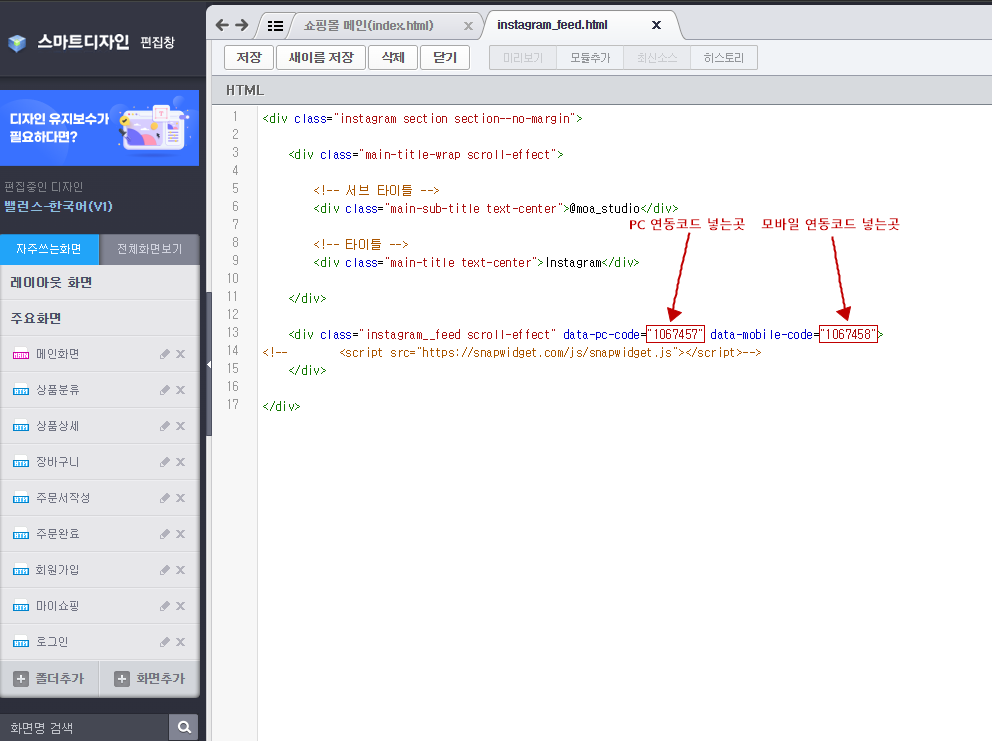 스마트디자인 편집창
디자인 유지보수가
필요하다면?
편집중인 디자인
밸런스-한국어(V1)
자주쓰는화면 전체화면보기
레이아웃 화면
주요화면
MAIN 메인화면
HTM 상품분류
HTM 상품상세
HTM 장바구니
HTM 주문서작성
HTM 주문완료
HTM 회원가입
HTM 마이쇼핑
HTM 로그인
폴더추가 화면추가
화면명 검색
쇼핑몰 메인(index.html) x instagram_feed.html x
저장 새이름 저장 삭제 닫기 미리보기 모듈추가 최신소스 히스토리
HTML
1 <div class="instagram section section--no-margin">
2
3 <div class="main-title-wrap scroll-effect">
4
5 <!-- 서브 타이틀 -->
6 <div class="main-sub-title text-center">@moa_studio</div>
7
PC 연동코드 넣는곳 모바일 연동코드 넣는곳
8 <!-- 타이틀 -->
9 <div class="main-title text-center">Instagram</div>
10
11 </div>
12
13 <div class="instagram__feed scroll-effect" data-pc-code="1067457" data-mobile-code="1067458">
14 <!-- <script src="https://snapwidget.com/js/snapwidget.js"></script>-->
15 </div>
16
17 </div>